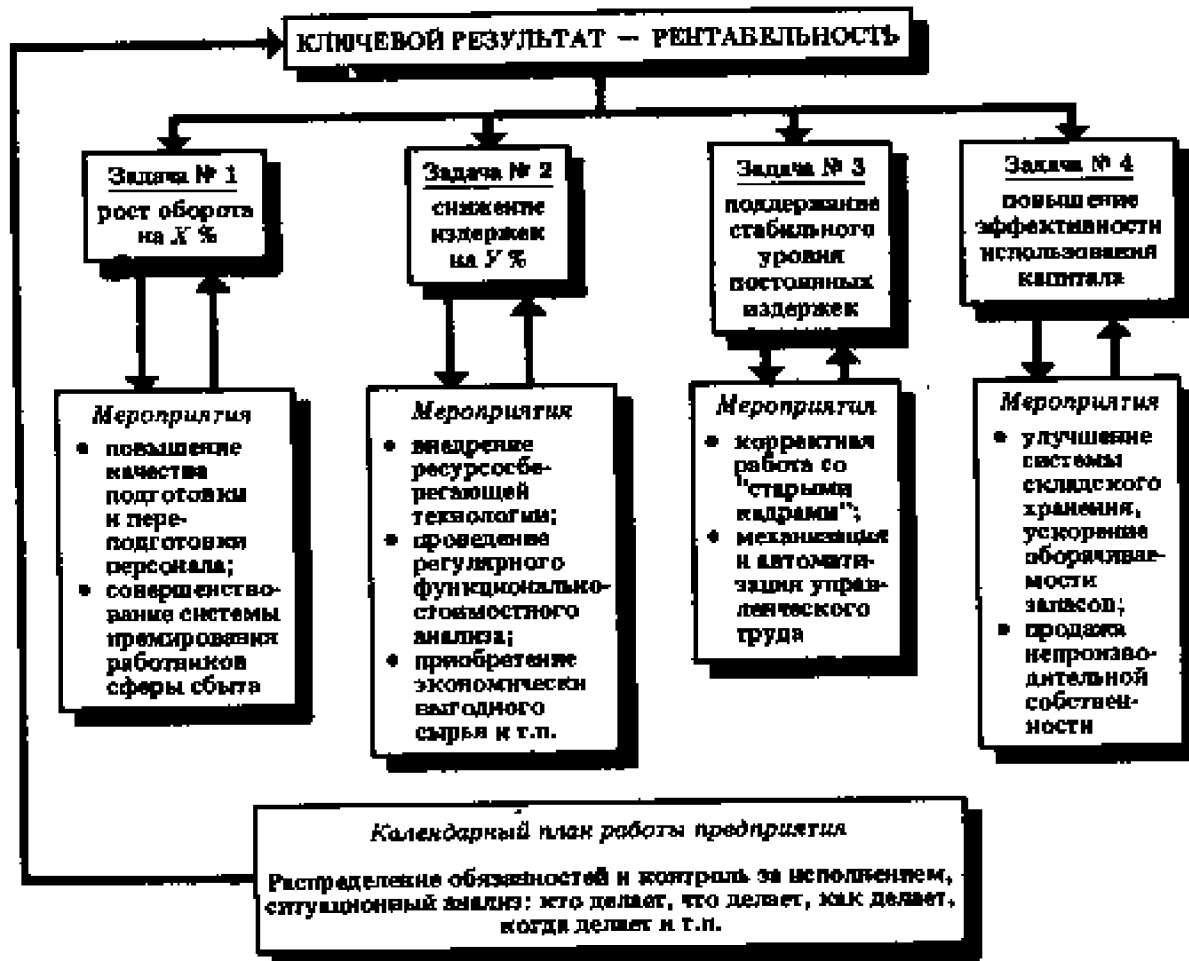 КЛЮЧЕВОЙ РЕЗУЛЬТАТ — РЕНТАБЕЛЬНОСТЬ
Задача № 1
рост оборота
на X %
Задача № 2
снижение
издержек
на У %
Задача № 3
поддержание
стабильного
уровня
постоянных
издержек
Задача № 4
повышение
эффективности
использования
капитала
Мероприятия
• повышение
качества
подготовки
и пере-
подготовки
персонала;
• совершенство-
вание системы
премирования
работников
сферы сбыта
Мероприятия
• внедрение
ресурсосбе-
регающей
технологии;
• проведение
регулярного
функционально-
стоимостного
анализа;
• приобретение
экономически
выгодного
сырья и т.п.
Мероприятия
• корректная
работа со
"старыми
кадрами";
• механизация
и автомати-
зация управ-
ленческого
труда
Мероприятия
• улучшение
системы
складского
хранения,
ускорение
оборачивае-
мости
запасов;
• продажа
непроизво-
дительной
собствен-
ности
Календарный план работы предприятия
Распределение обязанностей и контроль за исполнением,
ситуационный анализ: кто делает, что делает, как делает,
когда делает и т.п.